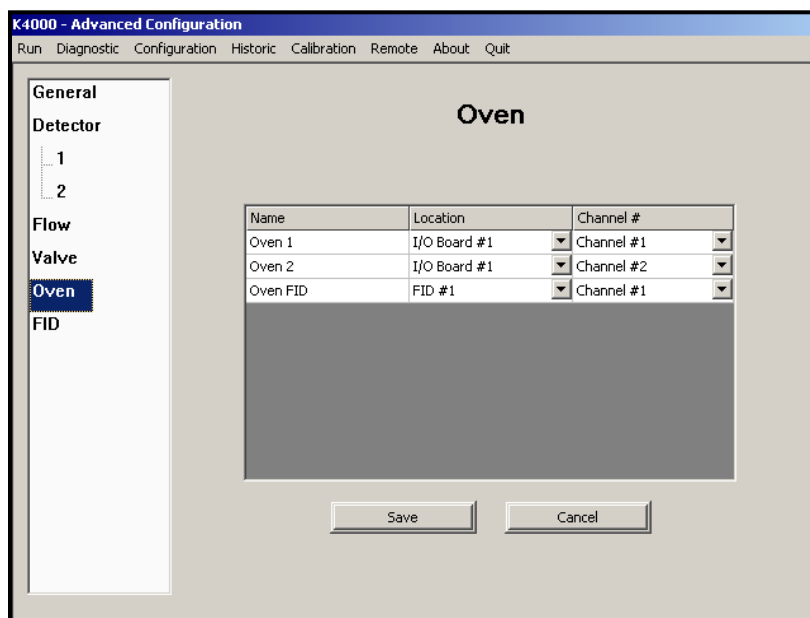 K4000 - Advanced Configuration
Run Diagnostic Configuration Historic Calibration Remote About Quit
General
Detector
1
2
Flow
Valve
Oven
FID
Oven
Name Location Channel #
Oven 1 I/O Board #1 Channel #1
Oven 2 I/O Board #1 Channel #2
Oven FID FID #1 Channel #1
Save Cancel